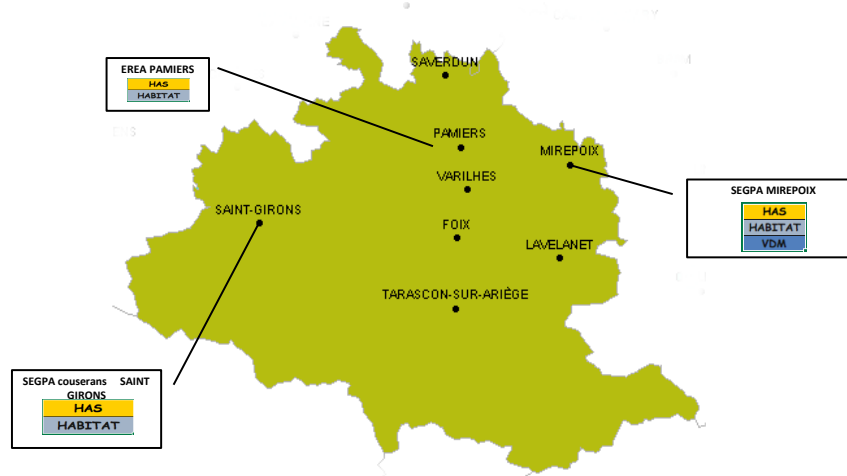 SAVERDUN
EREA PAMIERS
HAS
HABITAT
PAMIERS
MIREPOIX
VARILHES
SEGPA MIREPOIX
HAS
HABITAT
VDM
SAINT-GIRONS
FOIX
LAVELANET
TARASCON-SUR-ARIÈGE
SEGPA couserans SAINT
GIRONS
HAS
HABITAT